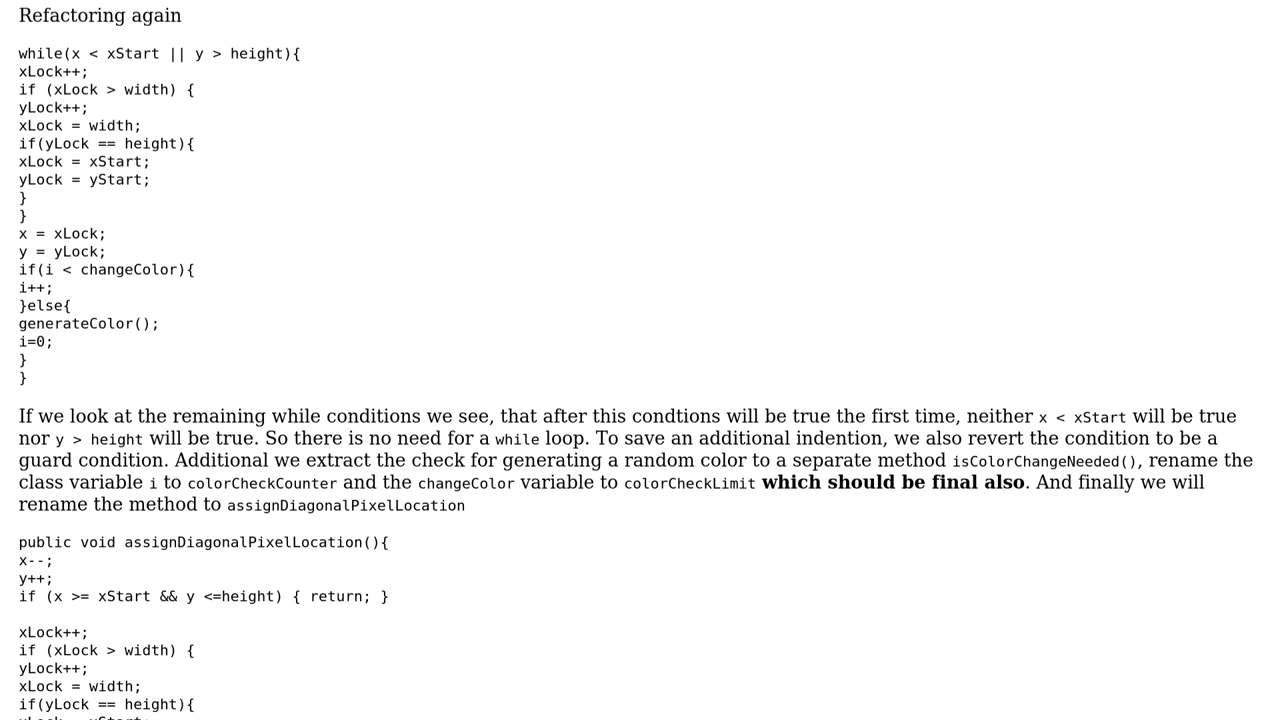 Refactoring again
while(x < xStart || y > height){
xLock++;
if (xLock > width) {
yLock++;
xLock = width;
if(yLock == height){
xLock = xStart;
yLock = yStart;
}
}
x = xLock;
y = yLock;
if(i < changeColor){
i++;
}else{
generateColor();
i=0;
}
}
If we look at the remaining while conditions we see, that after this condtions will be true the first time, neither x < xStart will be true
nor y > height will be true. So there is no need for a while loop. To save an additional indention, we also revert the condition to be a
guard condition. Additional we extract the check for generating a random color to a separate method isColorChangeNeeded(), rename the
class variable i to colorCheckCounter and the changeColor variable to colorCheckLimit which should be final also. And finally we will
rename the method to assignDiagonalPixelLocation
public void assignDiagonalPixelLocation(){
x--;
y++;
if (x >= xStart && y <=height) { return; }
xLock++;
if (xLock > width) {
yLock++;
xLock = width;
if(yLock == height){